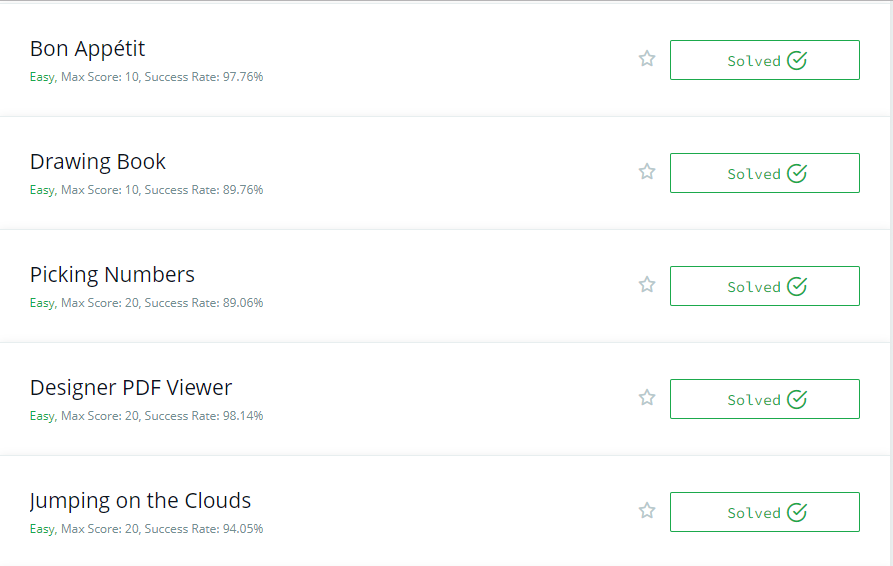 Bon Appétit
Easy, Max Score: 10, Success Rate: 97.76%
Solved
Drawing Book
Easy, Max Score: 10, Success Rate: 89.76%
Solved
Picking Numbers
Easy, Max Score: 20, Success Rate: 89.06%
Solved
Designer PDF Viewer
Easy, Max Score: 20, Success Rate: 98.14%
Solved
Jumping on the Clouds
Easy, Max Score: 20, Success Rate: 94.05%
Solved